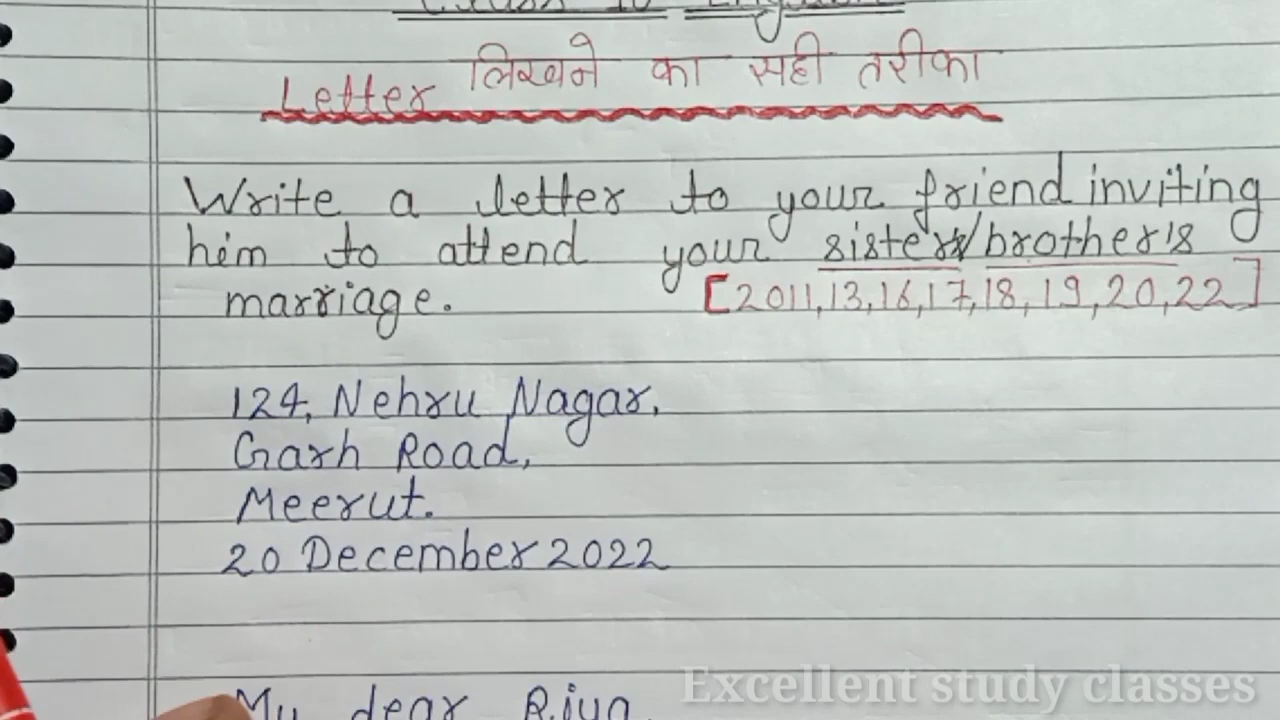 Letter लिखने का सही तरीका
Write a letter to your friend inviting
him to attend your sister's/brother's
marriage. [2011,13,16,17,18,19,20,22]
124, Nehru Nagar,
Garh Road,
Meerut.
20 December 2022
My dear Riya,
Excellent study classes